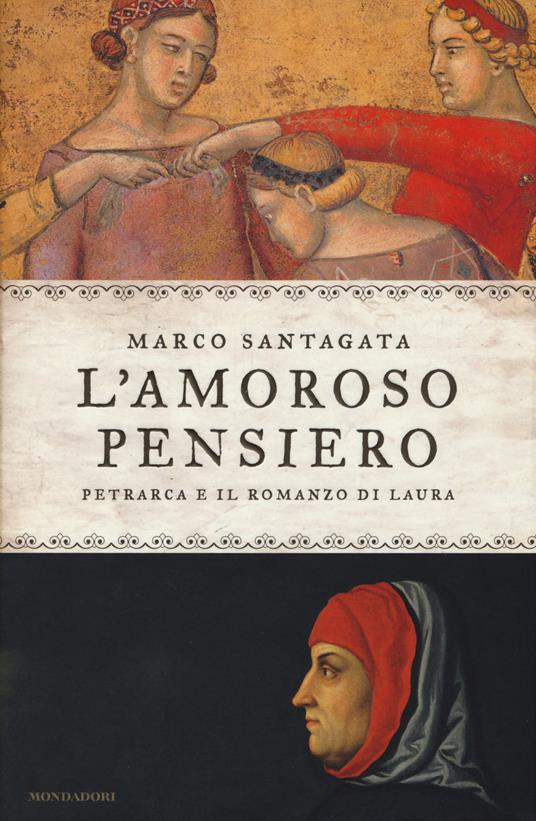 MARCO SANTAGATA
L'AMOROSO
PENSIERO
PETRARCA E IL ROMANZO DI LAURA
MONDADORI